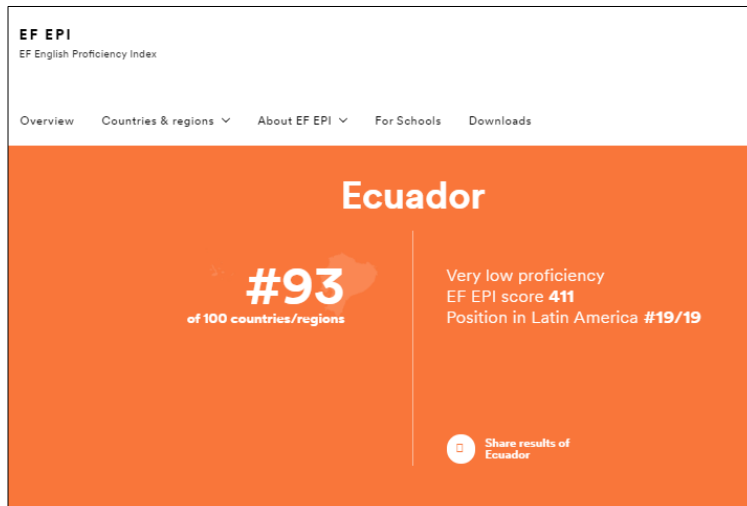 EF EPI
EF English Proficiency Index
Overview Countries & regions About EF EPI For Schools Downloads
Ecuador
#93
of 100 countries/regions
Very low proficiency
EF EPI score 411
Position in Latin America #19/19
Share results of
Ecuador